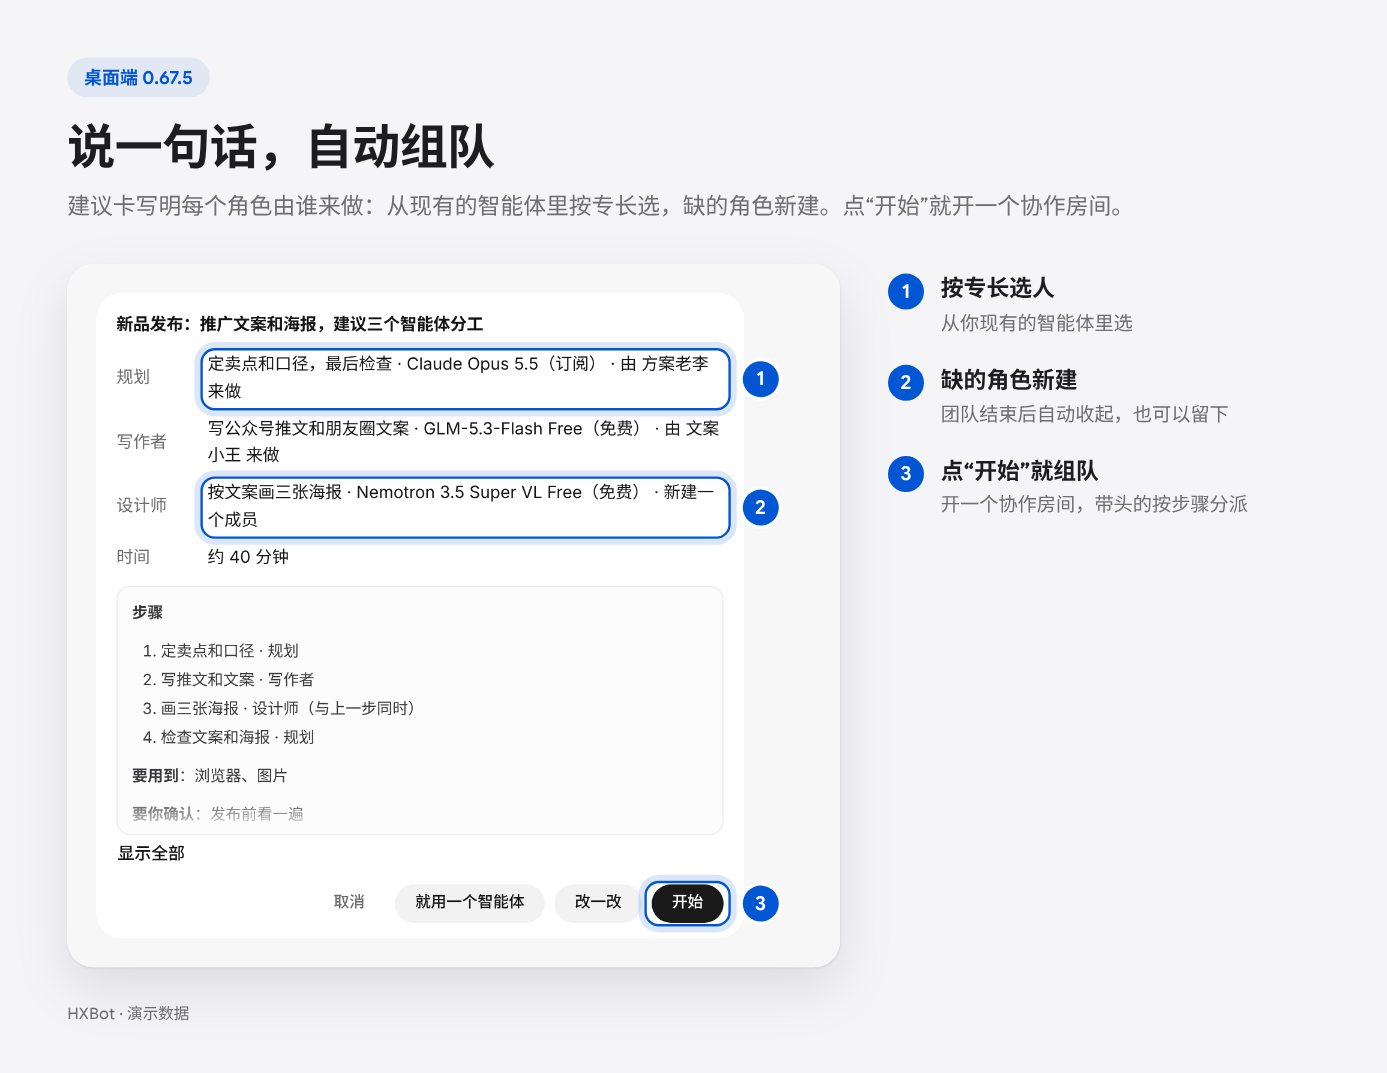 桌面端 0.67.5
说一句话，自动组队
建议卡写明每个角色由谁来做：从现有的智能体里按专长选，缺的角色新建。点“开始”就开一个协作房间。
新品发布：推广文案和海报，建议三个智能体分工
规划
定卖点和口径，最后检查 · Claude Opus 5.5（订阅） · 由 方案老李
来做
1
写作者
写公众号推文和朋友圈文案 · GLM-5.3-Flash Free（免费） · 由 文案
小王 来做
设计师
按文案画三张海报 · Nemotron 3.5 Super VL Free（免费） · 新建一
个成员
2
时间
约 40 分钟
步骤
1. 定卖点和口径 · 规划
2. 写推文和文案 · 写作者
3. 画三张海报 · 设计师（与上一步同时）
4. 检查文案和海报 · 规划
要用到：浏览器、图片
要你确认：发布前看一遍
显示全部
取消
就用一个智能体
改一改
开始
3
1
按专长选人
从你现有的智能体里选
2
缺的角色新建
团队结束后自动收起，也可以留下
3
点“开始”就组队
开一个协作房间，带头的按步骤分派
HXBot · 演示数据